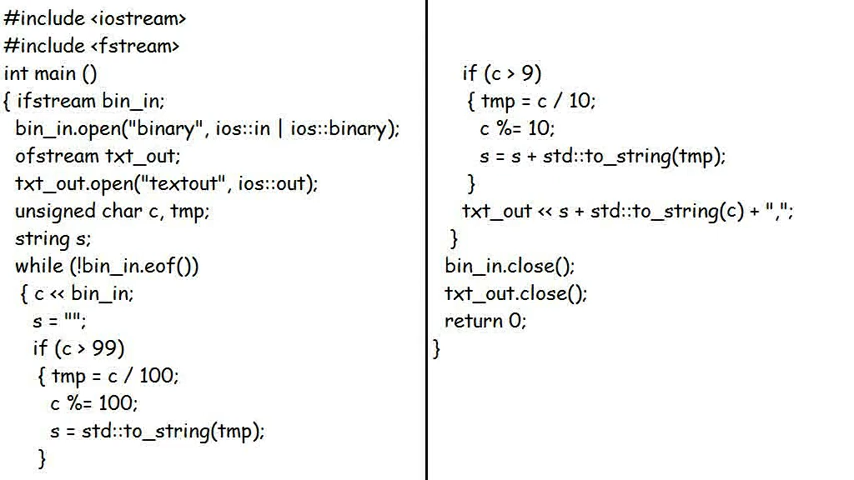 #include <iostream>
#include <fstream>
int main ()
{ ifstream bin_in;
bin_in.open("binary", ios::in | ios::binary);
ofstream txt_out;
txt_out.open("textout", ios::out);
unsigned char c, tmp;
string s;
while (!bin_in.eof())
{ c << bin_in;
s = "";
if (c > 99)
{ tmp = c / 100;
c %= 100;
s = std::to_string(tmp);
}
if (c > 9)
{ tmp = c / 10;
c %= 10;
s = s + std::to_string(tmp);
}
txt_out << s + std::to_string(c) + ",";
}
bin_in.close();
txt_out.close();
return 0;
}